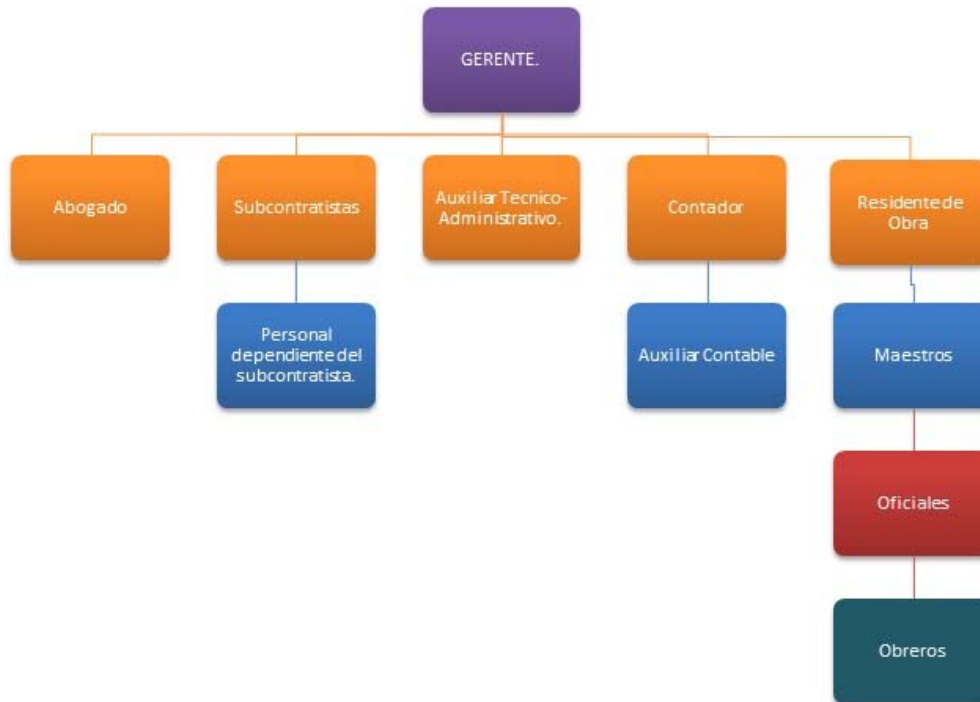 GERENTE.
Abogado
Subcontratistas
Auxiliar Tecnico-
Administrativo.
Contador
Residente de
Obra
Personal
dependiente del
subcontratista.
Auxiliar Contable
Maestros
Oficiales
Obreros